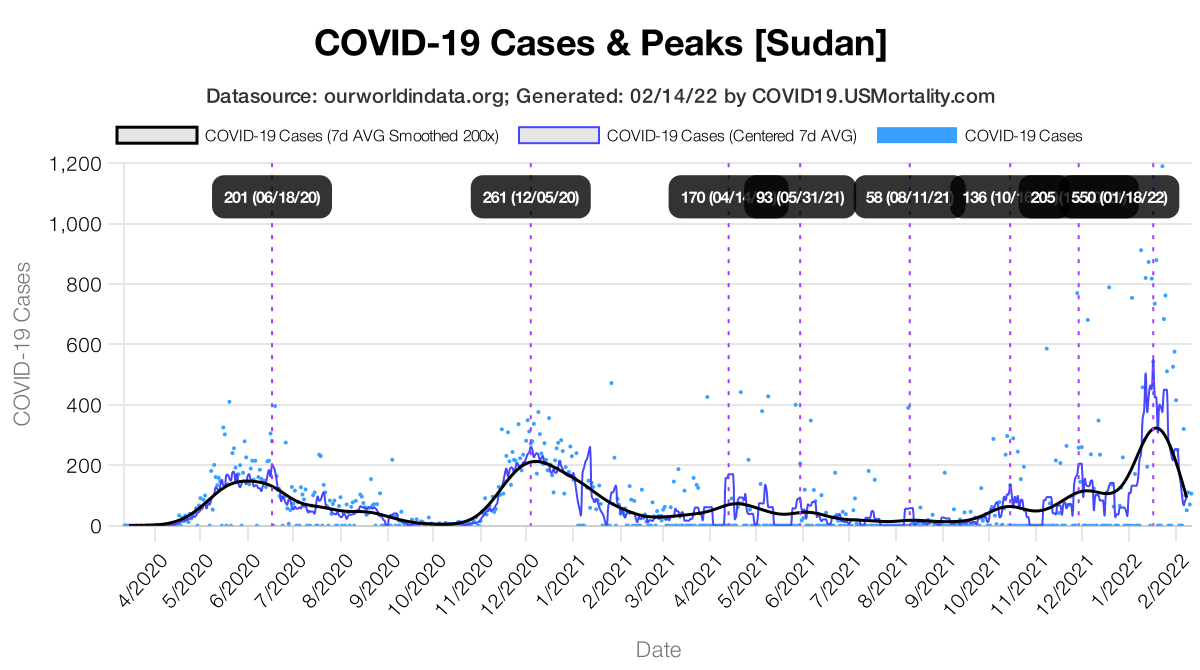 COVID-19 Cases & Peaks [Sudan]
Datasource: ourworldindata.org; Generated: 02/14/22 by COVID19.USMortality.com
COVID-19 Cases (7d AVG Smoothed 200x) COVID-19 Cases (Centered 7d AVG) COVID-19 Cases
1,200
201 (06/18/20) 261 (12/05/20) 170 (04/14/ 93 (05/31/21) 58 (08/11/21) 136 (10/ 205 550 (01/18/22)
1,000
800
600
400
200
0
COVID-19 Cases
4/2020 5/2020 6/2020 7/2020 8/2020 9/2020 10/2020 11/2020 12/2020 1/2021 2/2021 3/2021 4/2021 5/2021 6/2021 7/2021 8/2021 9/2021 10/2021 11/2021 12/2021 1/2022 2/2022
Date